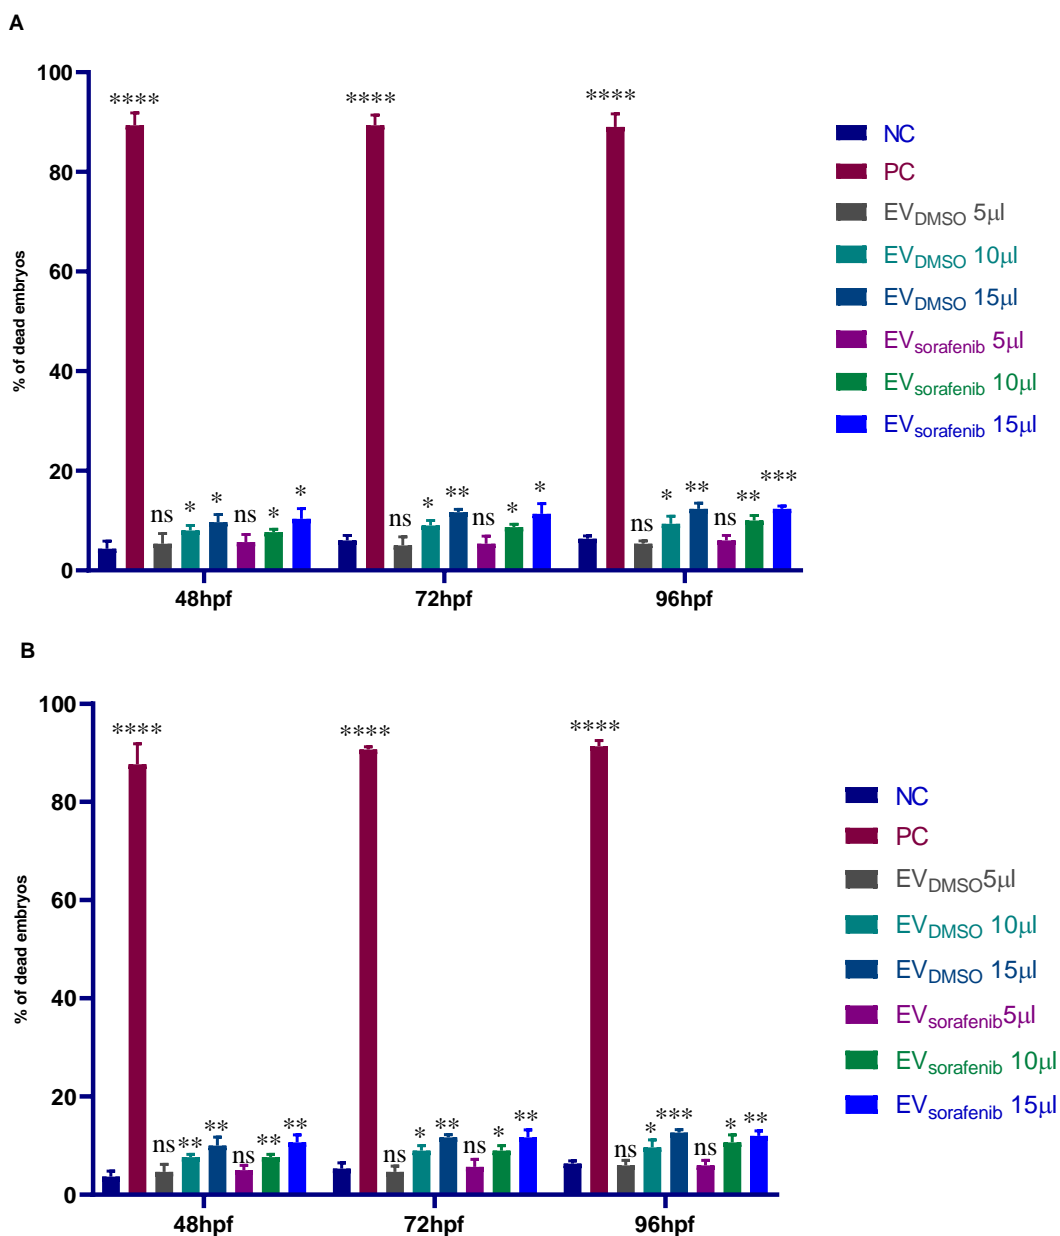 A
100
80
60
40
20
0
% of dead embryos
**** **** ****
ns * * ns * *
ns * ** ns * *
ns * ** ns ** ***
48hpf 72hpf 96hpf
NC
PC
EVDMSO 5µl
EVDMSO 10µl
EVDMSO 15µl
EVsorafenib 5µl
EVsorafenib 10µl
EVsorafenib 15µl
B
100
80
60
40
20
0
% of dead embryos
**** **** ****
ns ** ** ns ** **
ns * ** ns * **
ns * *** ns * **
48hpf 72hpf 96hpf
NC
PC
EVDMSO5µl
EVDMSO 10µl
EVDMSO 15µl
EVsorafenib5µl
EVsorafenib 10µl
EVsorafenib 15µl